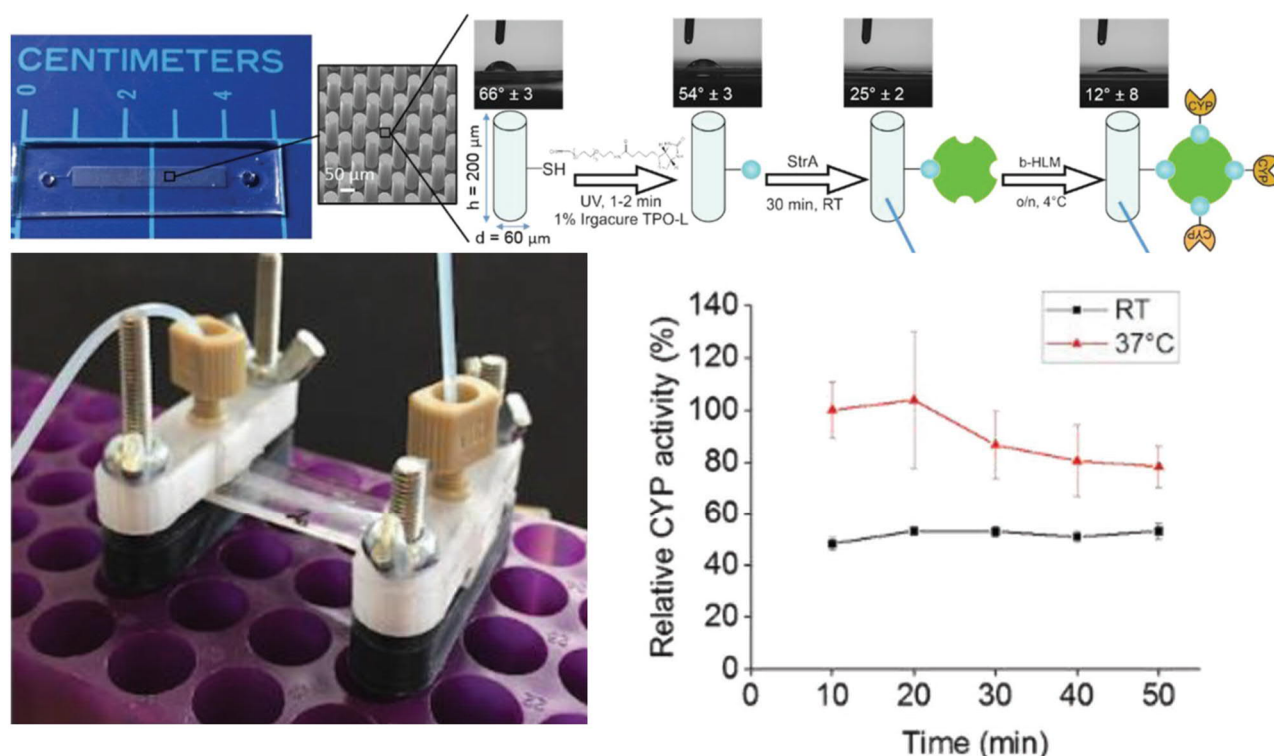 CENTIMETERS
0
2
4
50 µm
h = 200 µm
d = 60 µm
66° ± 3
SH
UV, 1-2 min
1% Irgacure TPO-L
54° ± 3
StrA
30 min, RT
25° ± 2
b-HLM
o/n, 4°C
12° ± 8
CYP
CYP
CYP
Relative CYP activity (%)
140
120
100
80
60
40
20
0
RT
37°C
0
10
20
30
40
50
Time (min)